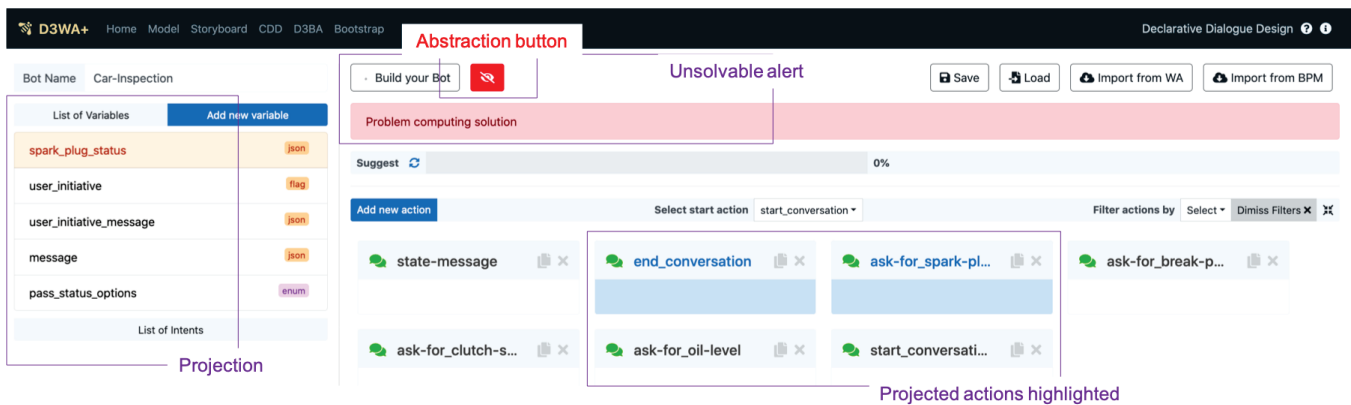 D3WA+ Home Model Storyboard CDD D3BA Bootstrap Declarative Dialogue Design
Abstraction button
Bot Name Car-Inspection
Build your Bot
Unsolvable alert
Save Load Import from WA Import from BPM
List of Variables Add new variable
Problem computing solution
spark_plug_status json
Suggest 0%
user_initiative flag
Add new action Select start action start_conversation Filter actions by Select Dimiss Filters ×
user_initiative_message json
message json
state-message end_conversation ask-for_spark-pl... ask-for_break-p...
pass_status_options enum
List of Intents
ask-for_clutch-s... ask-for_oil-level start_conversati...
Projection
Projected actions highlighted